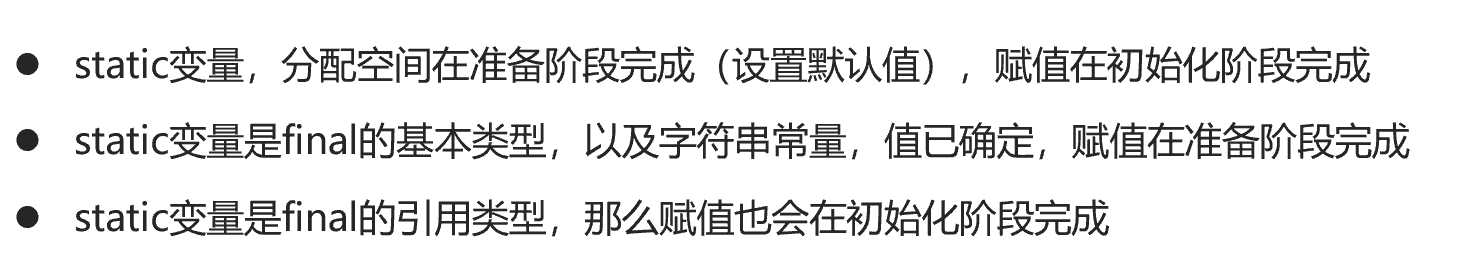 ● static变量，分配空间在准备阶段完成（设置默认值），赋值在初始化阶段完成
● static变量是final的基本类型，以及字符串常量，值已确定，赋值在准备阶段完成
● static变量是final的引用类型，那么赋值也会在初始化阶段完成